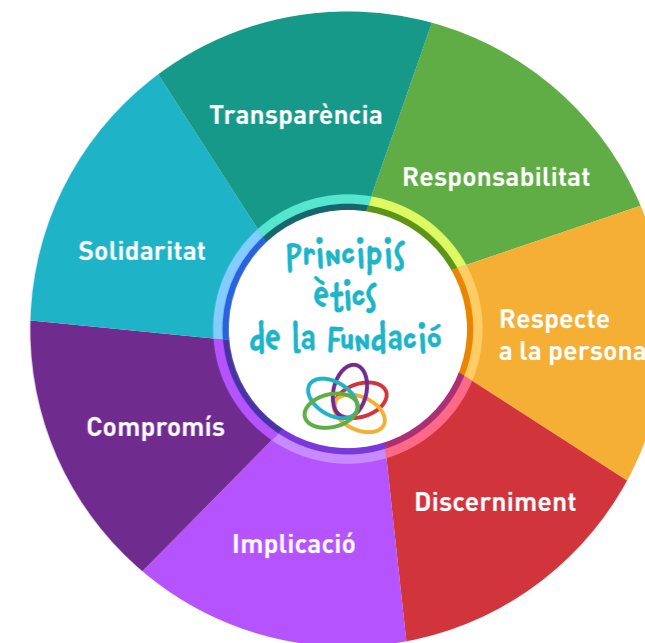 Principis
ètics
de la Fundació
Transparència
Responsabilitat
Respecte
a la persona
Discerniment
Implicació
Compromís
Solidaritat